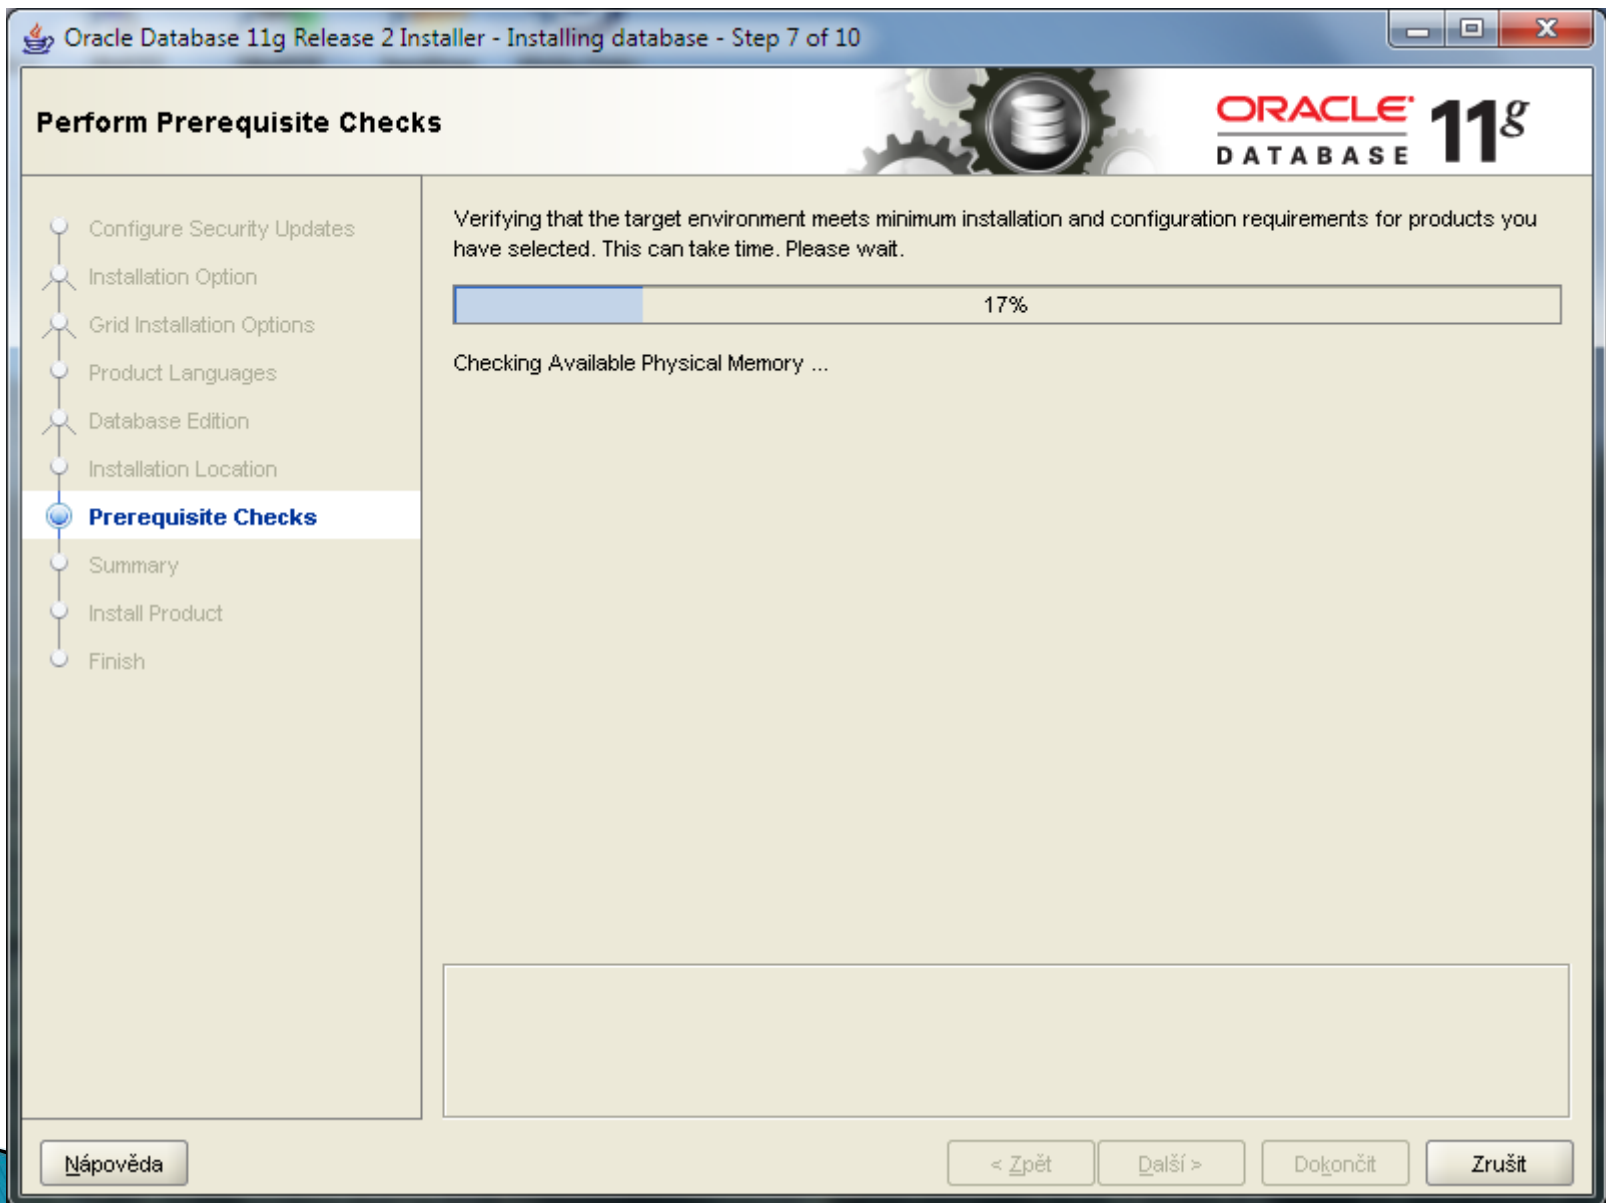 Oracle Database 11g Release 2 Installer - Installing database - Step 7 of 10
Perform Prerequisite Checks
ORACLE
DATABASE
11g
Configure Security Updates
Installation Option
Grid Installation Options
Product Languages
Database Edition
Installation Location
Prerequisite Checks
Summary
Install Product
Finish
Verifying that the target environment meets minimum installation and configuration requirements for products you
have selected. This can take time. Please wait.
17%
Checking Available Physical Memory ...
Nápověda
< Zpět
Další >
Dokončit
Zrušit